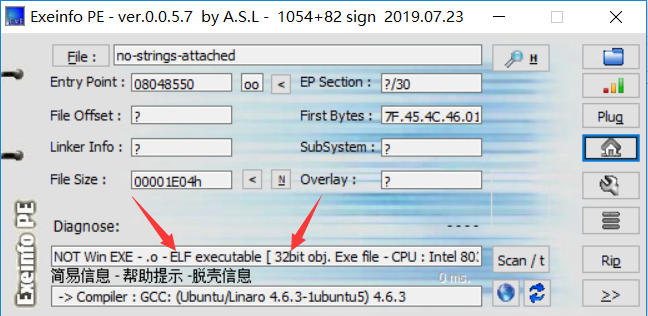 Exeinfo PE - ver.0.0.5.7 by A.S.L - 1054+82 sign 2019.07.23
File : no-strings-attached H
Entry Point : 08048550 oo < EP Section : ?/30
File Offset : ? First Bytes : 7F.45.4C.46.01 Plug
Linker Info : ? SubSystem : ?
File Size : 00001E04h < N Overlay : ?
Diagnose: ----
NOT Win EXE - .o - ELF executable [ 32bit obj. Exe file - CPU : Intel 80 Scan / t Rip
简易信息 - 帮助提示 - 脱壳信息 0 ms.
-> Compiler : GCC: (Ubuntu/Linaro 4.6.3-1ubuntu5) 4.6.3 >>
Exeinfo PE